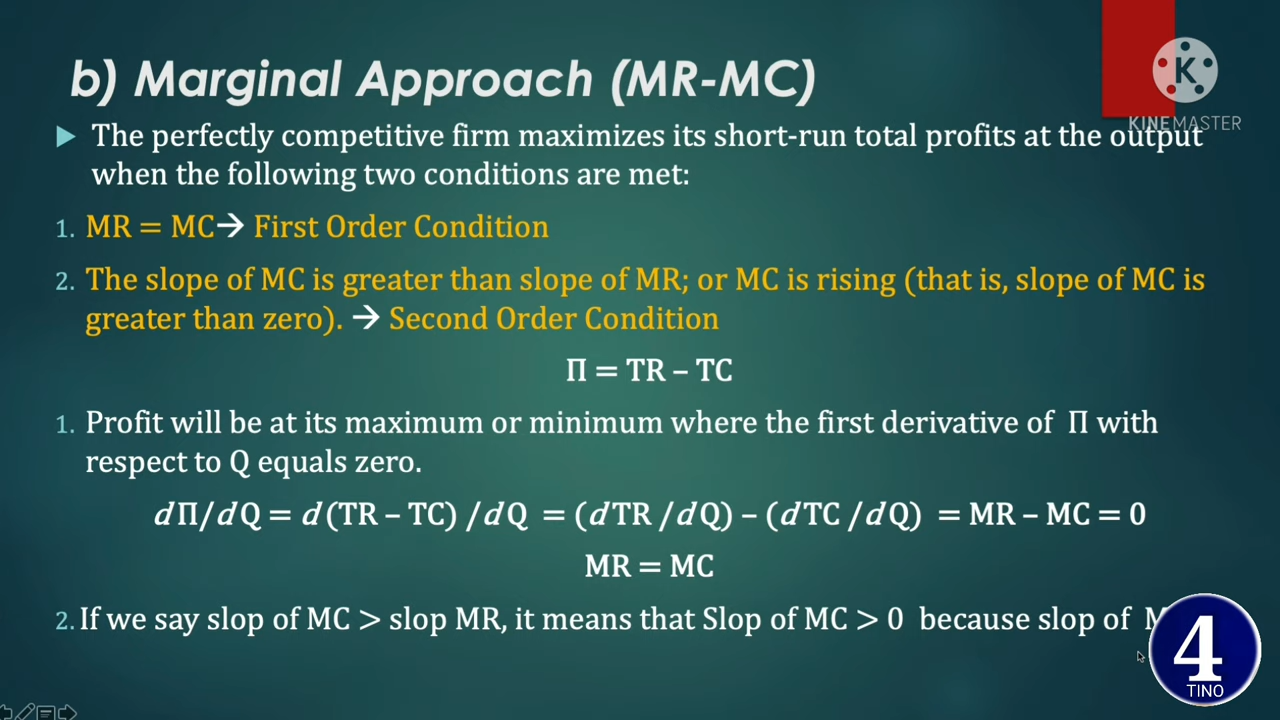 b) Marginal Approach (MR-MC)
K
KINEMASTER
The perfectly competitive firm maximizes its short-run total profits at the output
when the following two conditions are met:
1. MR = MC→ First Order Condition
2. The slope of MC is greater than slope of MR; or MC is rising (that is, slope of MC is
greater than zero). → Second Order Condition
Π = TR – TC
1. Profit will be at its maximum or minimum where the first derivative of Π with
respect to Q equals zero.
dΠ/dQ = d(TR – TC) /dQ = (dTR /dQ) – (dTC /dQ) = MR – MC = 0
MR = MC
2. If we say slop of MC > slop MR, it means that Slop of MC > 0 because slop of
4
TINO